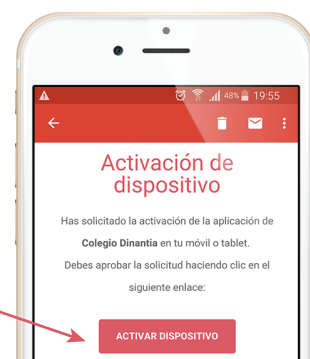 48% 19:55
Activación de
dispositivo
Has solicitado la activación de la aplicación de
Colegio Dinantia en tu móvil o tablet.
Debes aprobar la solicitud haciendo clic en el
siguiente enlace:
ACTIVAR DISPOSITIVO